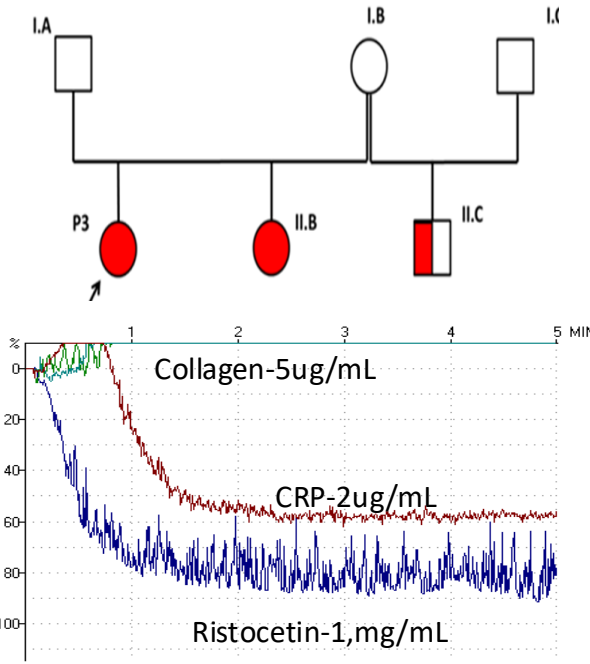 I.A
I.B
I.C
P3
II.B
II.C
%
1
2
3
4
5 MIN
0
Collagen-5ug/mL
20
40
CRP-2ug/mL
60
80
100
Ristocetin-1,mg/mL